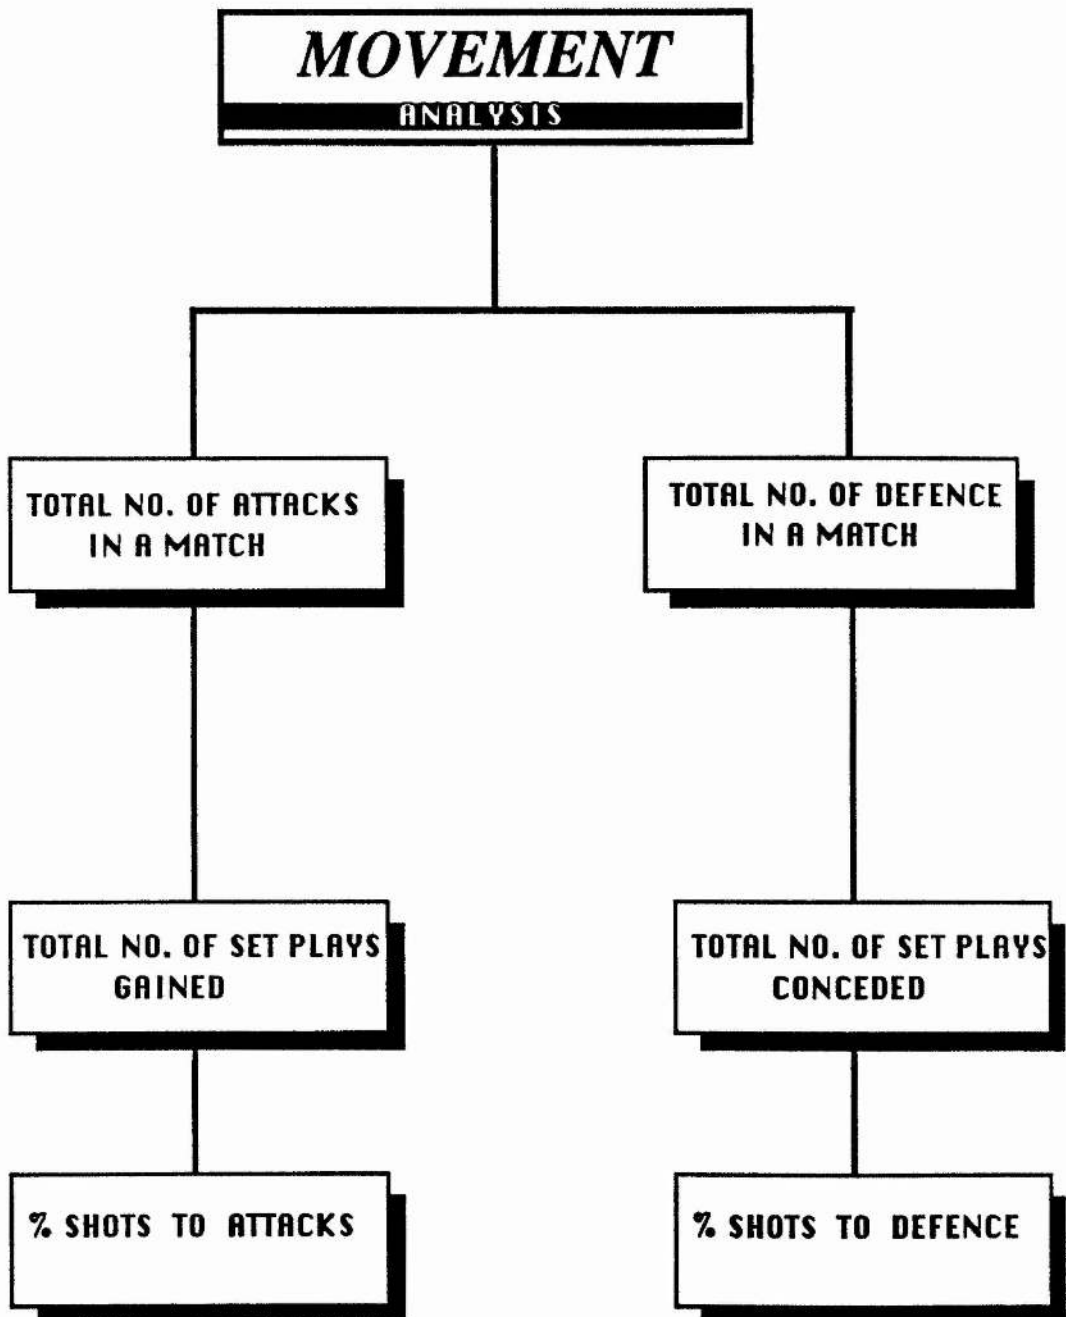 MOVEMENT
ANALYSIS
TOTAL NO. OF ATTACKS
IN A MATCH
TOTAL NO. OF DEFENCE
IN A MATCH
TOTAL NO. OF SET PLAYS
GAINED
TOTAL NO. OF SET PLAYS
CONCEDED
% SHOTS TO ATTACKS
% SHOTS TO DEFENCE